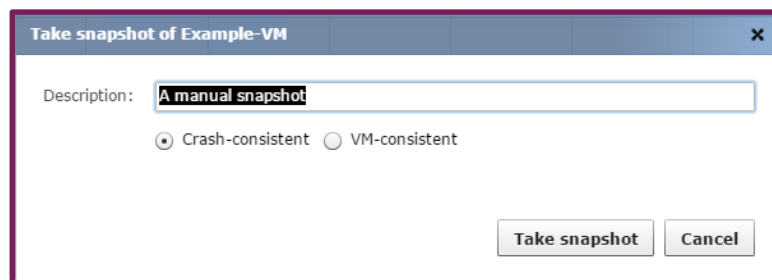 Take snapshot of Example-VM
Description: A manual snapshot
Crash-consistent VM-consistent
Take snapshot Cancel